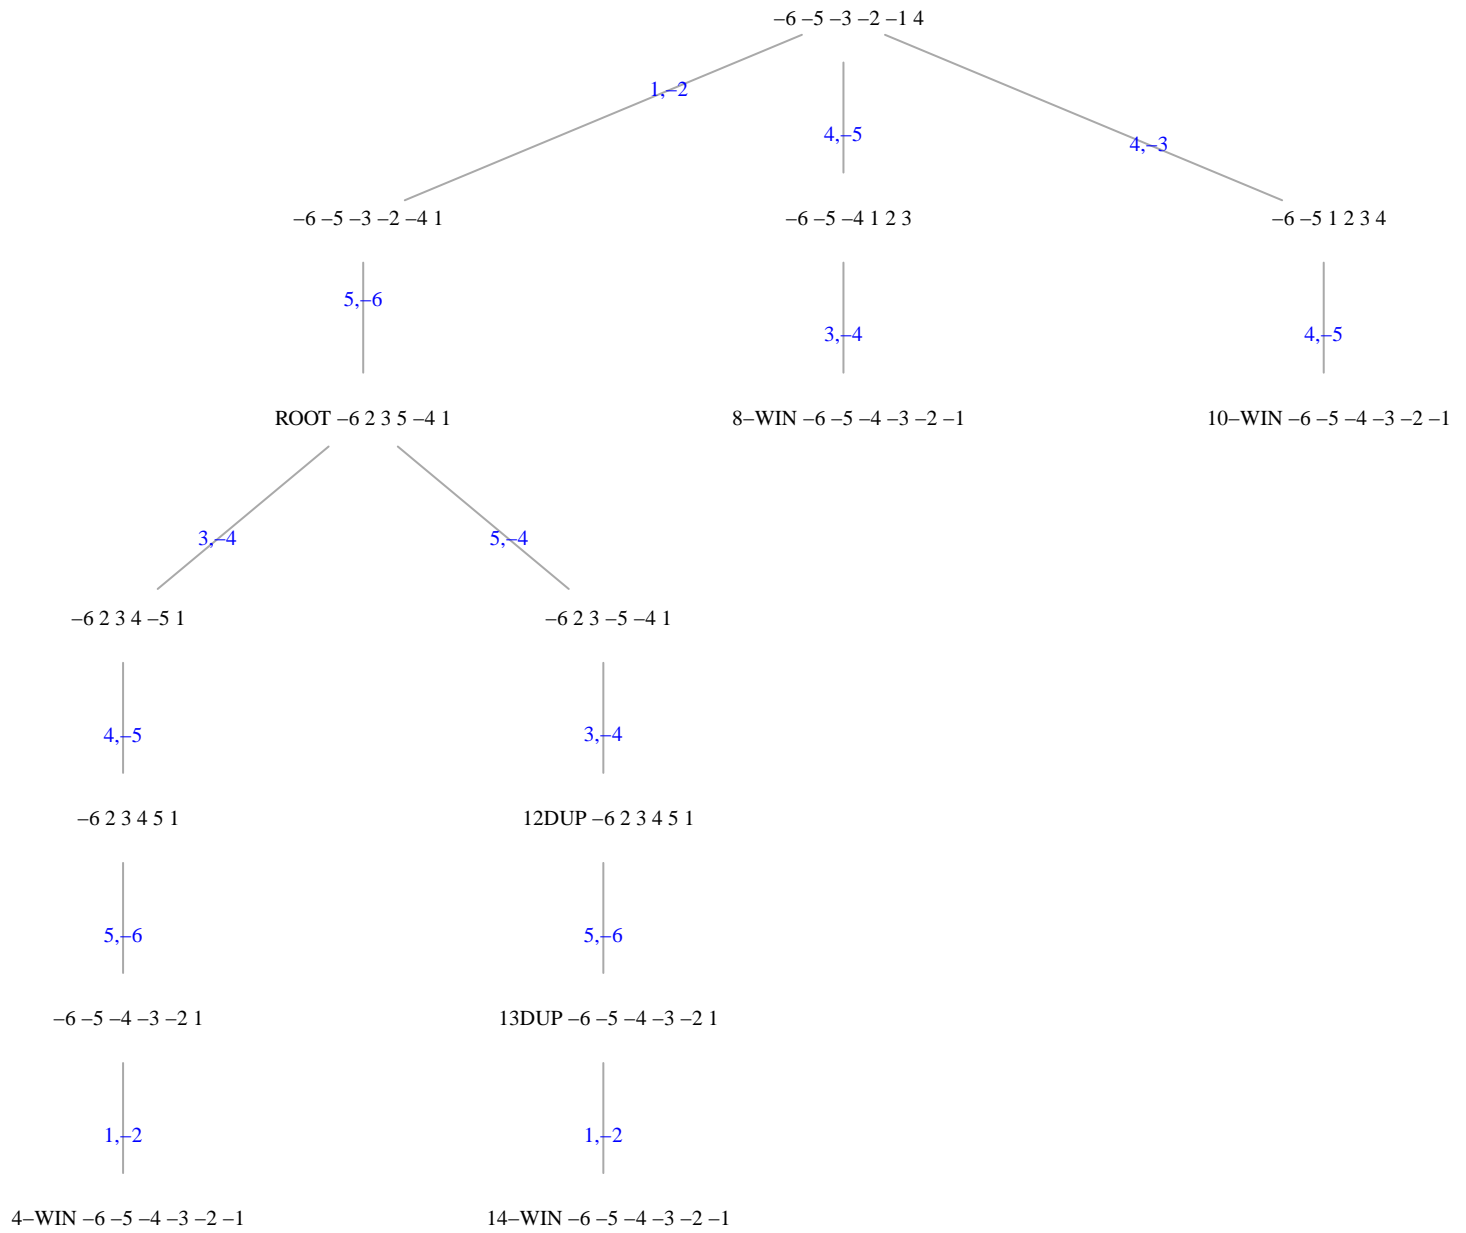 –6 –5 –3 –2 –1 4
1,–2
4,–5
4,–3
–6 –5 –3 –2 –4 1
–6 –5 –4 1 2 3
–6 –5 1 2 3 4
5,–6
3,–4
4,–5
ROOT –6 2 3 5 –4 1
8–WIN –6 –5 –4 –3 –2 –1
10–WIN –6 –5 –4 –3 –2 –1
3,–4
5,–4
–6 2 3 4 –5 1
–6 2 3 –5 –4 1
4,–5
3,–4
–6 2 3 4 5 1
12DUP –6 2 3 4 5 1
5,–6
5,–6
–6 –5 –4 –3 –2 1
13DUP –6 –5 –4 –3 –2 1
1,–2
1,–2
4–WIN –6 –5 –4 –3 –2 –1
14–WIN –6 –5 –4 –3 –2 –1